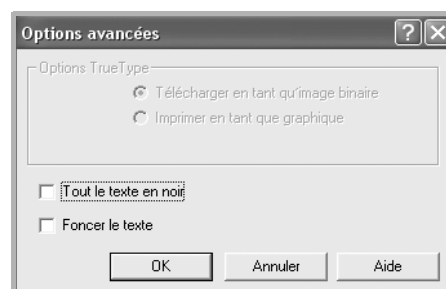 Options avancées
Options TrueType
Télécharger en tant qu'image binaire
Imprimer en tant que graphique
Tout le texte en noir
Foncer le texte
OK Annuler Aide